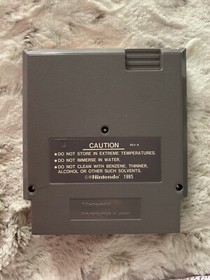 CAUTION REV-A
• DO NOT STORE IN EXTREME TEMPERATURES.
• DO NOT IMMERSE IN WATER.
• DO NOT CLEAN WITH BENZENE, THINNER,
ALCOHOL OR OTHER SUCH SOLVENTS.
©Nintendo 1985